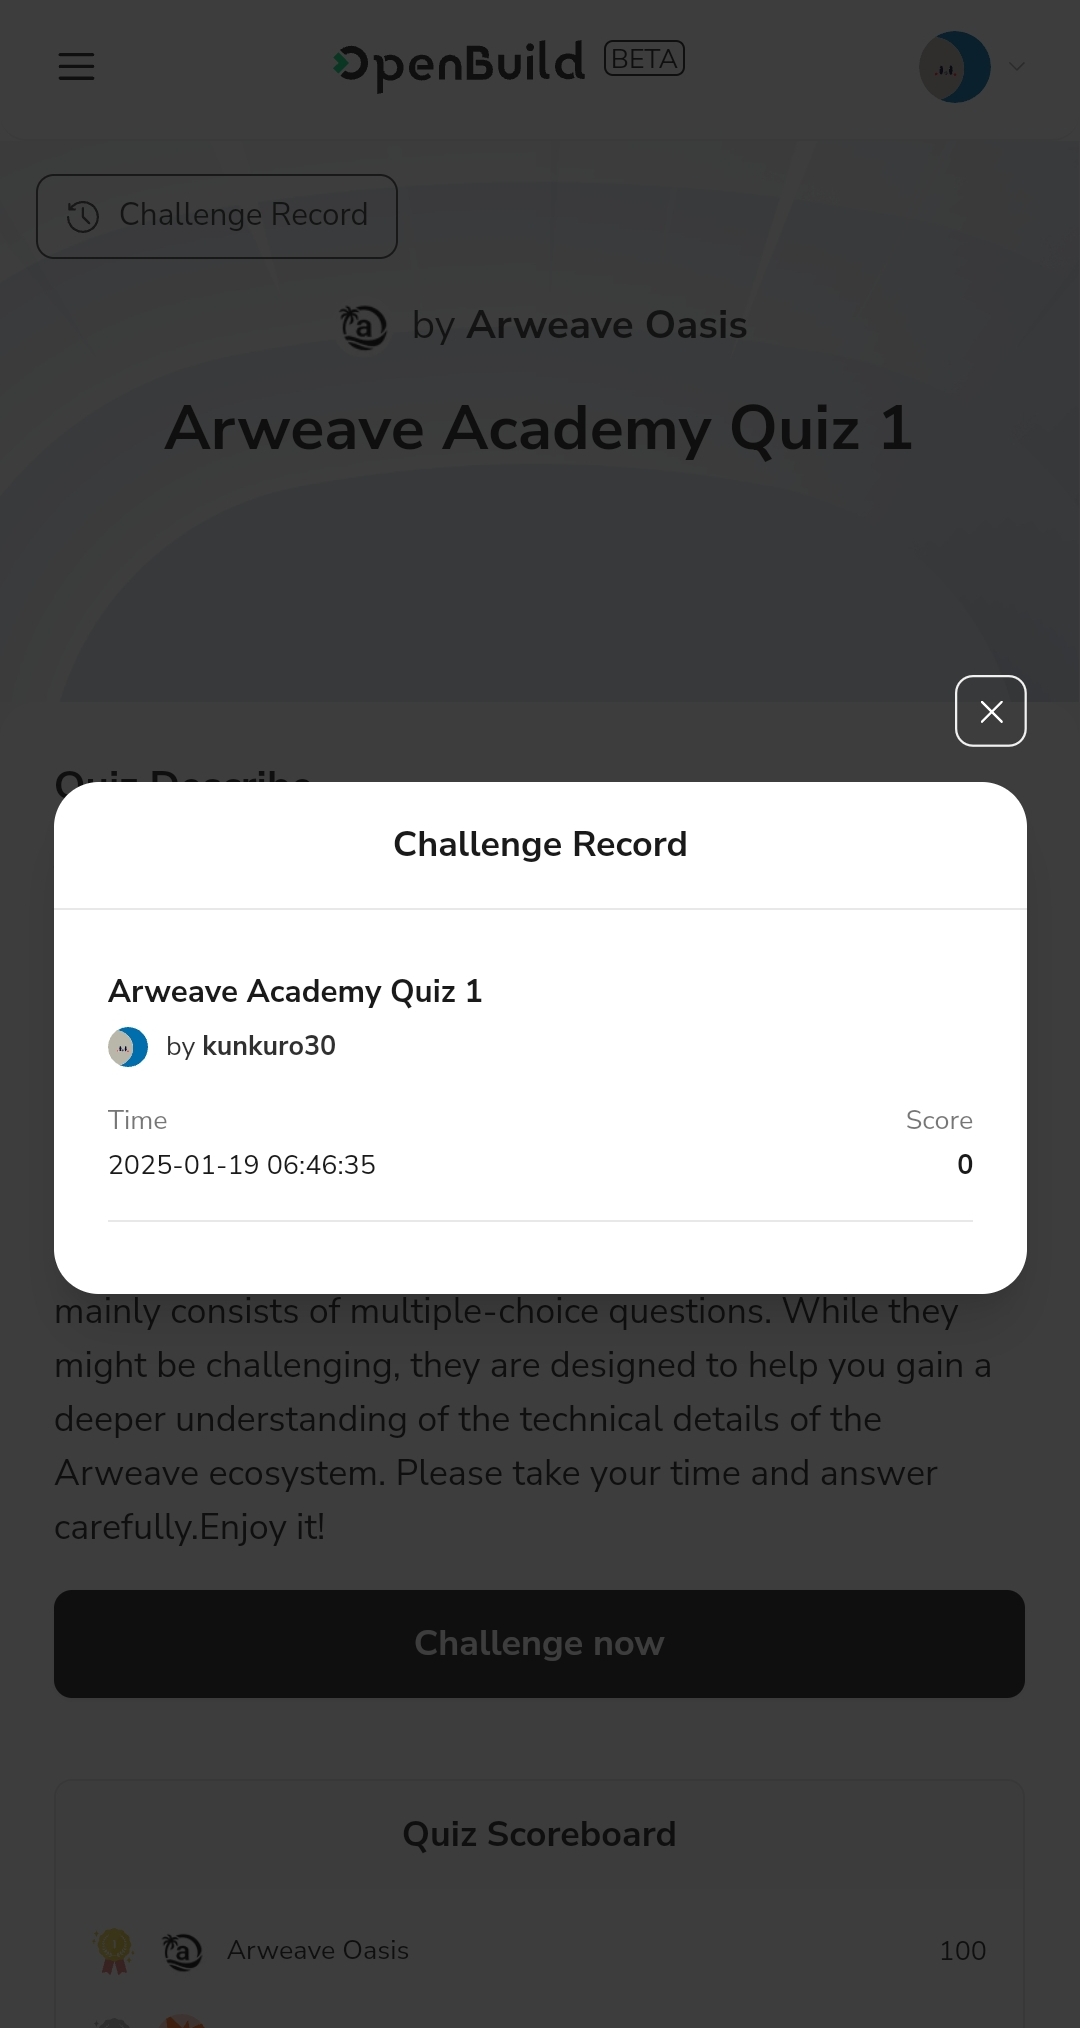 OpenBuild BETA
Challenge Record
by Arweave Oasis
Arweave Academy Quiz 1
Quiz Describe
Challenge Record
Arweave Academy Quiz 1
by kunkuro30
Time Score
2025-01-19 06:46:35 0
mainly consists of multiple-choice questions. While they
might be challenging, they are designed to help you gain a
deeper understanding of the technical details of the
Arweave ecosystem. Please take your time and answer
carefully.Enjoy it!
Challenge now
Quiz Scoreboard
Arweave Oasis 100